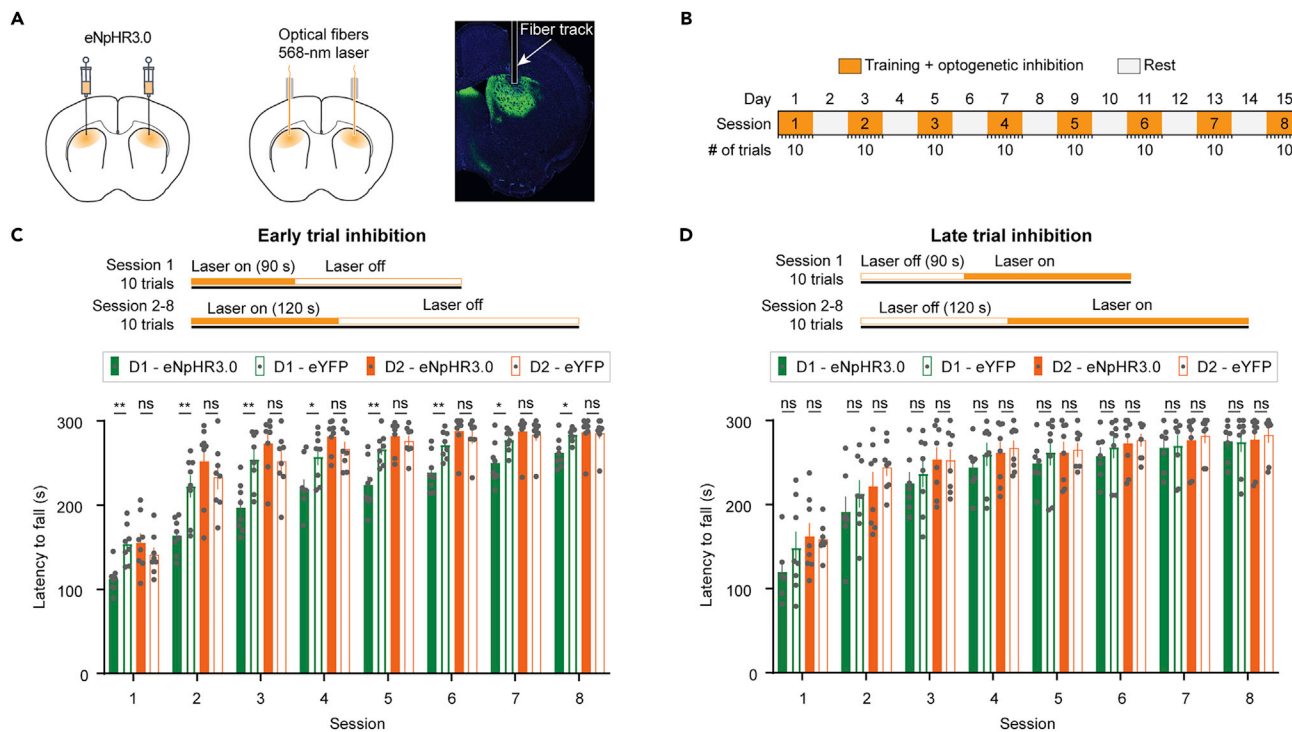 A
eNpHR3.0
Optical fibers
568-nm laser
Fiber track
B
Training + optogenetic inhibition
Rest
Day 1 2 3 4 5 6 7 8 9 10 11 12 13 14 15
Session 1 2 3 4 5 6 7 8
# of trials 10 10 10 10 10 10 10 10
C
Early trial inhibition
Session 1
10 trials
Laser on (90 s) Laser off
Session 2-8
10 trials
Laser on (120 s) Laser off
D1 - eNpHR3.0 D1 - eYFP D2 - eNpHR3.0 D2 - eYFP
** ns ** ns ** ns * ns ** ns ** ns * ns * ns
300
200
100
0
Latency to fall (s)
1 2 3 4 5 6 7 8
Session
D
Late trial inhibition
Session 1
10 trials
Laser off (90 s) Laser on
Session 2-8
10 trials
Laser off (120 s) Laser on
D1 - eNpHR3.0 D1 - eYFP D2 - eNpHR3.0 D2 - eYFP
ns ns ns ns ns ns ns ns ns ns ns ns ns ns ns ns
300
200
100
0
Latency to fall (s)
1 2 3 4 5 6 7 8
Session